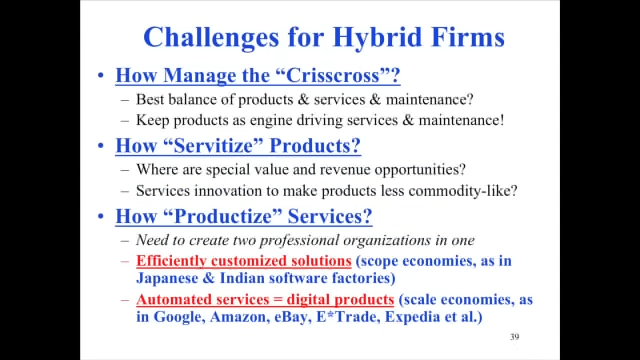 Challenges for Hybrid Firms
• How Manage the “Crisscross”?
– Best balance of products & services & maintenance?
– Keep products as engine driving services & maintenance!
• How “Servitize” Products?
– Where are special value and revenue opportunities?
– Services innovation to make products less commodity-like?
• How “Productize” Services?
– Need to create two professional organizations in one
– Efficiently customized solutions (scope economies, as in
Japanese & Indian software factories)
– Automated services = digital products (scale economies, as
in Google, Amazon, eBay, E*Trade, Expedia et al.)
39